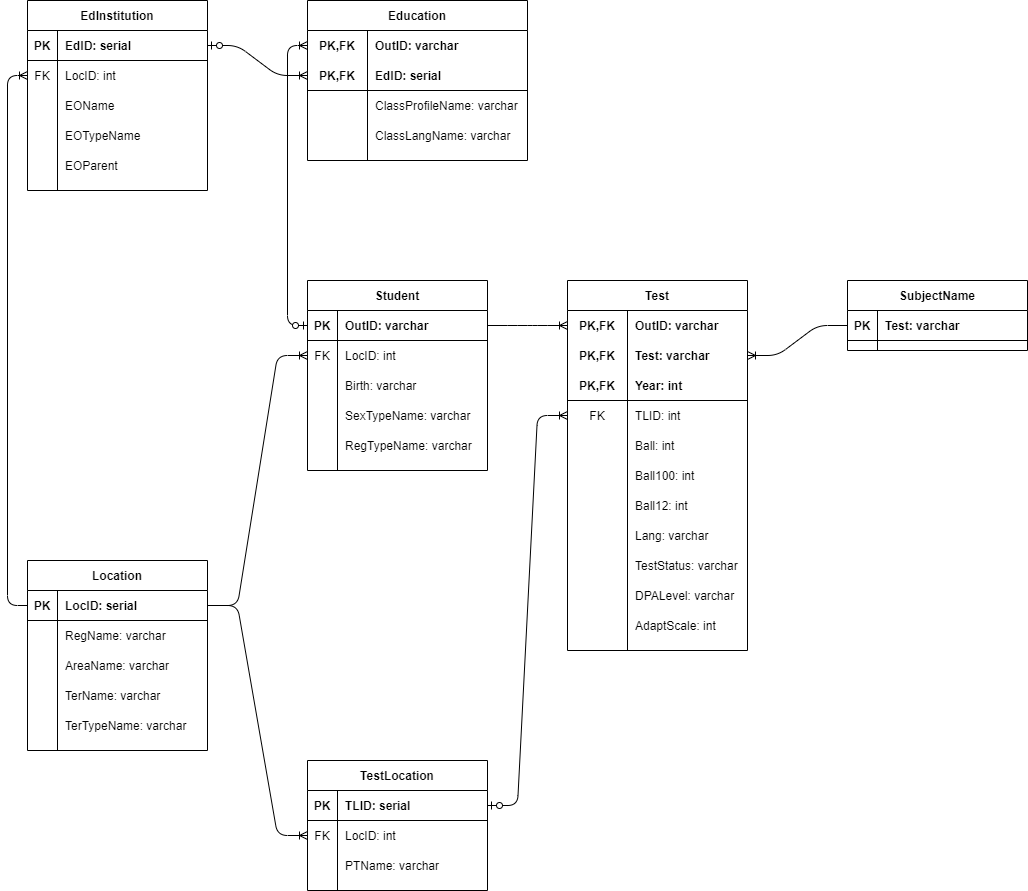 EdInstitution
PK EdID: serial
FK LocID: int
EOName
EOTypeName
EOParent
Education
PK,FK OutID: varchar
PK,FK EdID: serial
ClassProfileName: varchar
ClassLangName: varchar
Student
PK OutID: varchar
FK LocID: int
Birth: varchar
SexTypeName: varchar
RegTypeName: varchar
Test
PK,FK OutID: varchar
PK,FK Test: varchar
PK,FK Year: int
FK TLID: int
Ball: int
Ball100: int
Ball12: int
Lang: varchar
TestStatus: varchar
DPALevel: varchar
AdaptScale: int
SubjectName
PK Test: varchar
Location
PK LocID: serial
RegName: varchar
AreaName: varchar
TerName: varchar
TerTypeName: varchar
TestLocation
PK TLID: serial
FK LocID: int
PTName: varchar